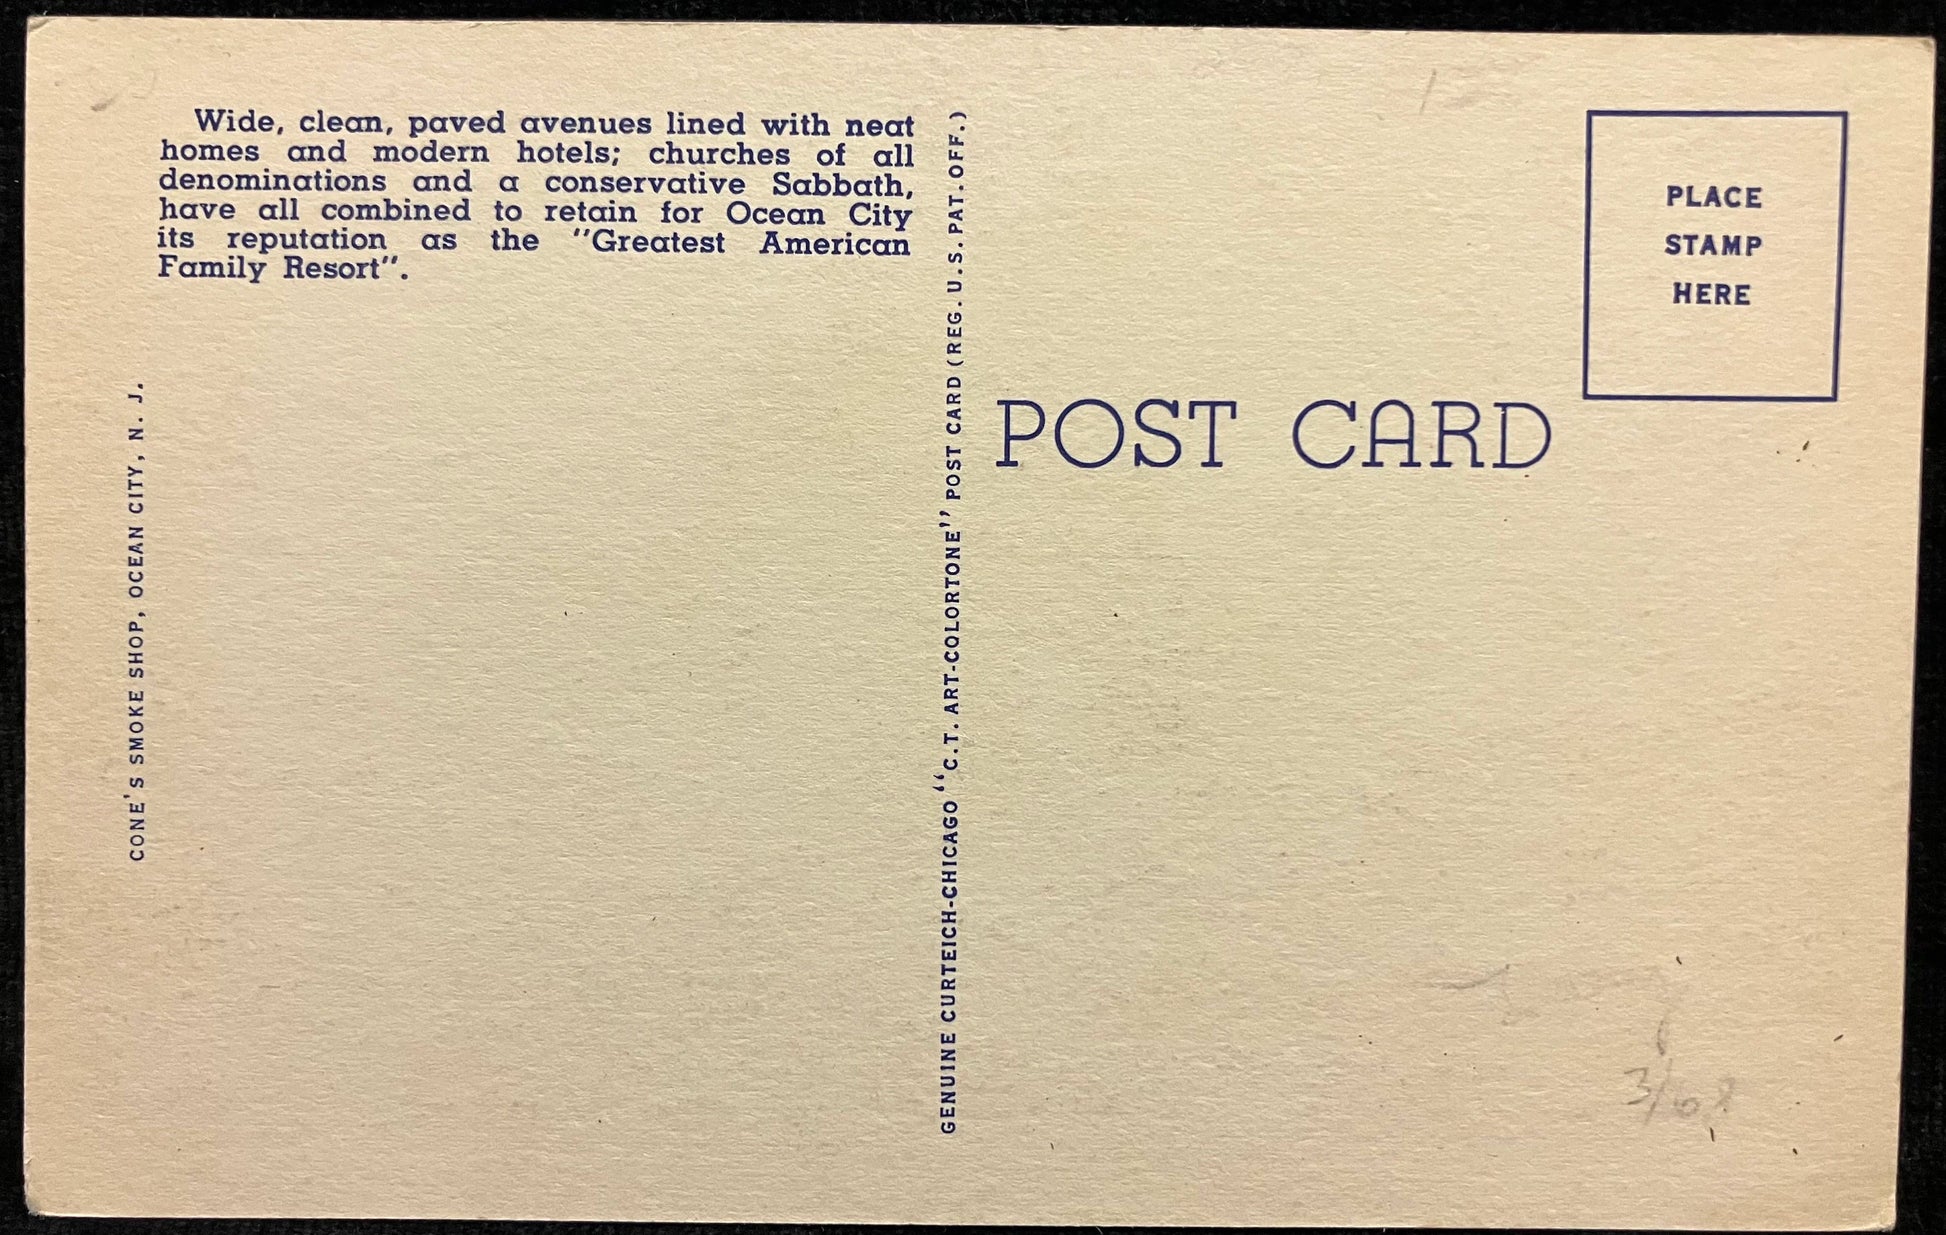 Wide, clean, paved avenues lined with neat
homes and modern hotels; churches of all
denominations and a conservative Sabbath,
have all combined to retain for Ocean City
its reputation as the "Greatest American
Family Resort".
CONE'S SMOKE SHOP, OCEAN CITY, N. J.
GENUINE CURTEICH-CHICAGO "C.T. ART-COLORTONE" POST CARD (REG. U.S. PAT. OFF.)
POST CARD
PLACE
STAMP
HERE